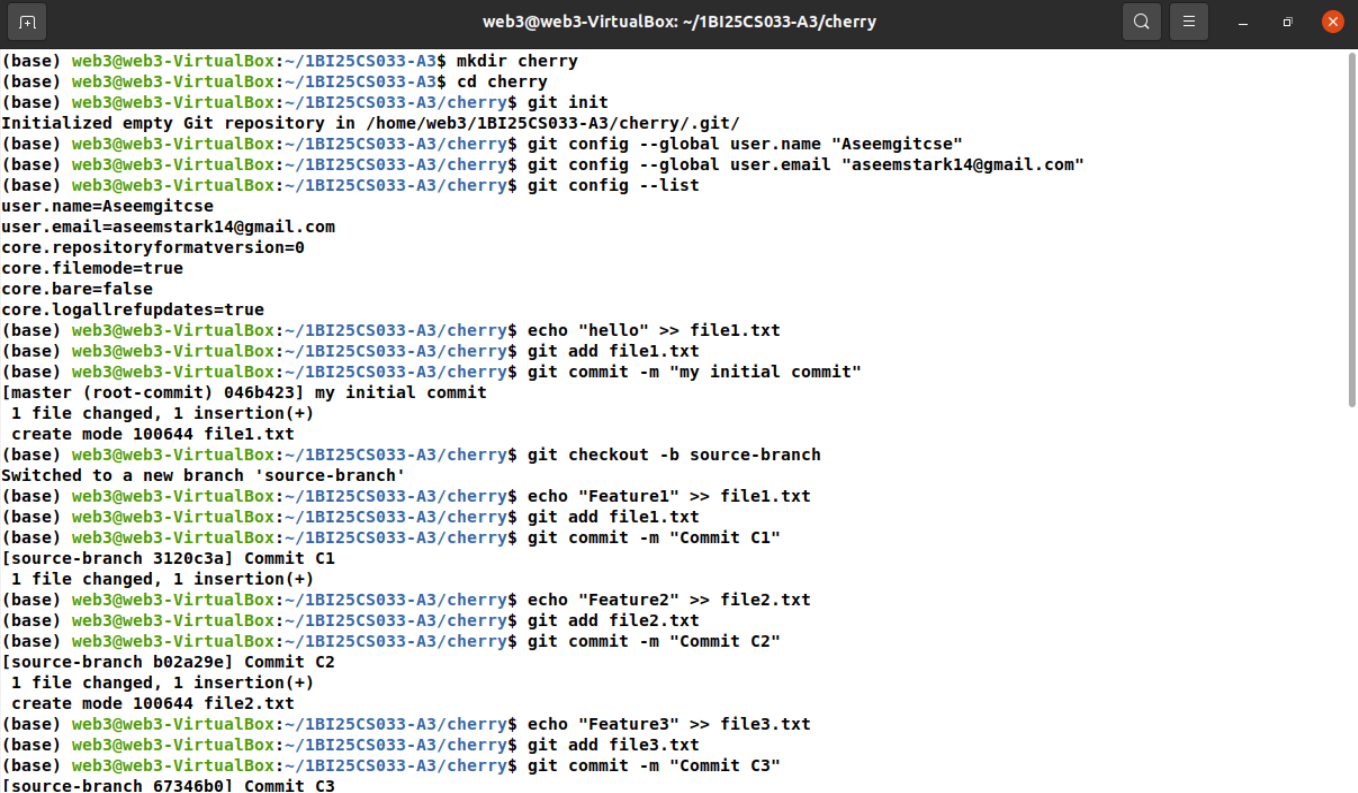 web3@web3-VirtualBox: ~/1BI25CS033-A3/cherry
(base) web3@web3-VirtualBox:~/1BI25CS033-A3$ mkdir cherry
(base) web3@web3-VirtualBox:~/1BI25CS033-A3$ cd cherry
(base) web3@web3-VirtualBox:~/1BI25CS033-A3/cherry$ git init
Initialized empty Git repository in /home/web3/1BI25CS033-A3/cherry/.git/
(base) web3@web3-VirtualBox:~/1BI25CS033-A3/cherry$ git config --global user.name "Aseemgitcse"
(base) web3@web3-VirtualBox:~/1BI25CS033-A3/cherry$ git config --global user.email "aseemstark14@gmail.com"
(base) web3@web3-VirtualBox:~/1BI25CS033-A3/cherry$ git config --list
user.name=Aseemgitcse
user.email=aseemstark14@gmail.com
core.repositoryformatversion=0
core.filemode=true
core.bare=false
core.logallrefupdates=true
(base) web3@web3-VirtualBox:~/1BI25CS033-A3/cherry$ echo "hello" >> file1.txt
(base) web3@web3-VirtualBox:~/1BI25CS033-A3/cherry$ git add file1.txt
(base) web3@web3-VirtualBox:~/1BI25CS033-A3/cherry$ git commit -m "my initial commit"
[master (root-commit) 046b423] my initial commit
 1 file changed, 1 insertion(+)
 create mode 100644 file1.txt
(base) web3@web3-VirtualBox:~/1BI25CS033-A3/cherry$ git checkout -b source-branch
Switched to a new branch 'source-branch'
(base) web3@web3-VirtualBox:~/1BI25CS033-A3/cherry$ echo "Feature1" >> file1.txt
(base) web3@web3-VirtualBox:~/1BI25CS033-A3/cherry$ git add file1.txt
(base) web3@web3-VirtualBox:~/1BI25CS033-A3/cherry$ git commit -m "Commit C1"
[source-branch 3120c3a] Commit C1
 1 file changed, 1 insertion(+)
(base) web3@web3-VirtualBox:~/1BI25CS033-A3/cherry$ echo "Feature2" >> file2.txt
(base) web3@web3-VirtualBox:~/1BI25CS033-A3/cherry$ git add file2.txt
(base) web3@web3-VirtualBox:~/1BI25CS033-A3/cherry$ git commit -m "Commit C2"
[source-branch b02a29e] Commit C2
 1 file changed, 1 insertion(+)
 create mode 100644 file2.txt
(base) web3@web3-VirtualBox:~/1BI25CS033-A3/cherry$ echo "Feature3" >> file3.txt
(base) web3@web3-VirtualBox:~/1BI25CS033-A3/cherry$ git add file3.txt
(base) web3@web3-VirtualBox:~/1BI25CS033-A3/cherry$ git commit -m "Commit C3"
[source-branch 67346b0] Commit C3